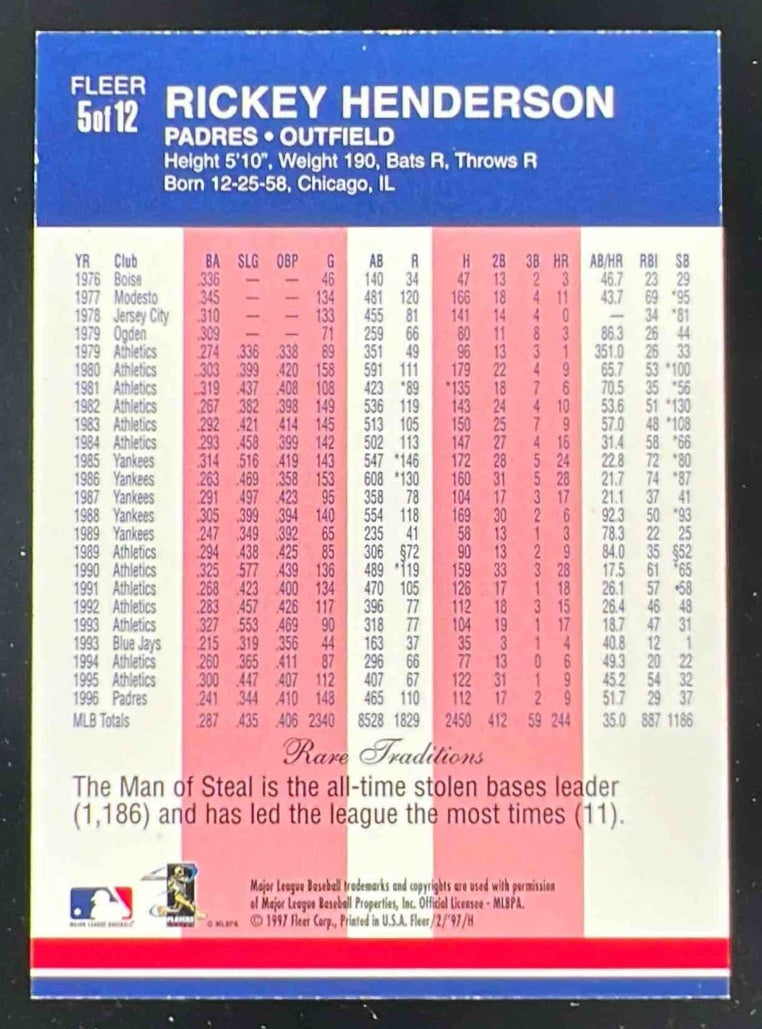 FLEER
5 of 12
RICKEY HENDERSON
PADRES • OUTFIELD
Height 5'10", Weight 190, Bats R, Throws R
Born 12-25-58, Chicago, IL
YR Club BA SLG OBP G AB R H 2B 3B HR AB/HR RBI SB
1976 Boise .336 — — 46 140 34 47 13 2 3 46.7 23 29
1977 Modesto .345 — — 134 481 120 166 18 4 11 43.7 69 *95
1978 Jersey City .310 — — 133 455 81 141 14 4 0 — 34 *81
1979 Ogden .309 — — 71 259 66 80 11 8 3 86.3 26 44
1979 Athletics .274 .336 .338 89 351 49 96 13 3 1 351.0 26 33
1980 Athletics .303 .399 .420 158 591 111 179 22 4 9 65.7 53 *100
1981 Athletics .319 .437 .408 108 423 *89 *135 18 7 6 70.5 35 *56
1982 Athletics .267 .382 .398 149 536 119 143 24 4 10 53.6 51 *130
1983 Athletics .292 .421 .414 145 513 105 150 25 7 9 57.0 48 *108
1984 Athletics .293 .458 .399 142 502 113 147 27 4 16 31.4 58 *66
1985 Yankees .314 .516 .419 143 547 *146 172 28 5 24 22.8 72 *80
1986 Yankees .263 .469 .358 153 608 *130 160 31 5 28 21.7 74 *87
1987 Yankees .291 .497 .423 95 358 78 104 17 3 17 21.1 37 41
1988 Yankees .305 .399 .394 140 554 118 169 30 2 6 92.3 50 *93
1989 Yankees .247 .349 .392 65 235 41 58 13 1 3 78.3 22 25
1989 Athletics .294 .438 .425 85 306 §72 90 13 2 9 84.0 35 §52
1990 Athletics .325 .577 .439 136 489 *119 159 33 3 28 17.5 61 *65
1991 Athletics .268 .423 .400 134 470 105 126 17 1 18 26.1 57 •58
1992 Athletics .283 .457 .426 117 396 77 112 18 3 15 26.4 46 48
1993 Athletics .327 .553 .469 90 318 77 104 19 1 17 18.7 47 31
1993 Blue Jays .215 .319 .356 44 163 37 35 3 1 4 40.8 12 1
1994 Athletics .260 .365 .411 87 296 66 77 13 0 6 49.3 20 22
1995 Athletics .300 .447 .407 112 407 67 122 31 1 9 45.2 54 32
1996 Padres .241 .344 .410 148 465 110 112 17 2 9 51.7 29 37
MLB Totals .287 .435 .406 2340 8528 1829 2450 412 59 244 35.0 887 1186
Rare Traditions
The Man of Steal is the all-time stolen bases leader
(1,186) and has led the league the most times (11).
Major League Baseball trademarks and copyrights are used with permission
of Major League Baseball Properties, Inc. Official Licensee - MLBPA.
© 1997 Fleer Corp., Printed in U.S.A. Fleer/2/'97/H
MAJOR LEAGUE BASEBALL
PLAYERS
© MLBPA